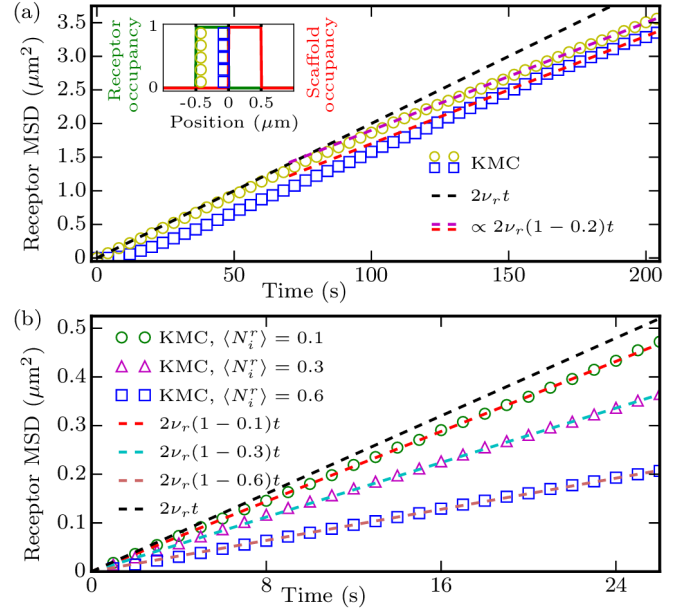 (a)
3.5
3.0
2.5
2.0
1.5
1.0
0.5
0.0
Receptor MSD (μm²)
Receptor
occupancy
1
0
−0.5
0
0.5
Position (μm)
Scaffold
occupancy
KMC
2ν_r t
∝ 2ν_r(1 − 0.2)t
0
50
100
150
200
Time (s)
(b)
0.5
0.4
0.3
0.2
0.1
0
Receptor MSD (μm²)
KMC, ⟨N_i^r⟩ = 0.1
KMC, ⟨N_i^r⟩ = 0.3
KMC, ⟨N_i^r⟩ = 0.6
2ν_r(1 − 0.1)t
2ν_r(1 − 0.3)t
2ν_r(1 − 0.6)t
2ν_r t
0
8
16
24
Time (s)